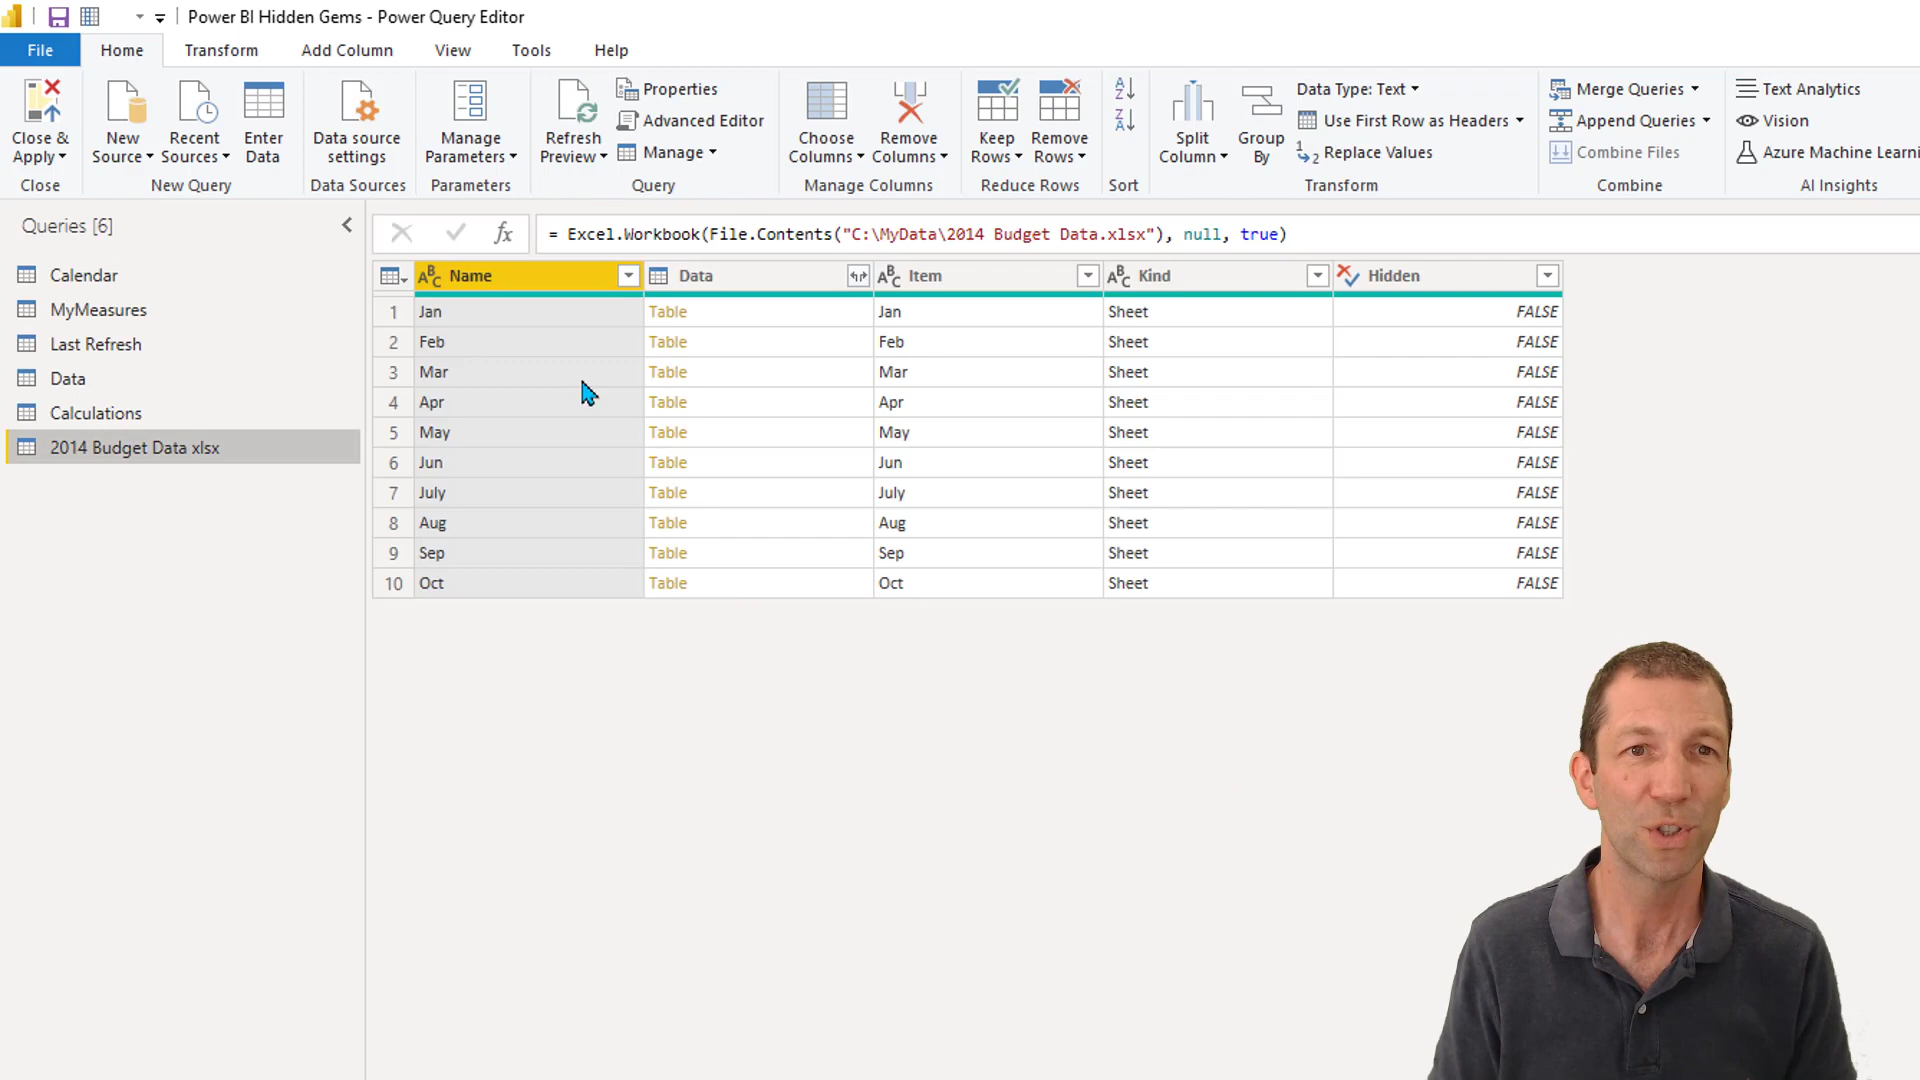 Power BI Hidden Gems - Power Query Editor
File Home Transform Add Column View Tools Help
Close & Apply
Close
New Source
Recent Sources
Enter Data
New Query
Data source settings
Data Sources
Manage Parameters
Parameters
Refresh Preview
Properties
Advanced Editor
Manage
Query
Choose Columns
Remove Columns
Manage Columns
Keep Rows
Remove Rows
Reduce Rows
A Z
Z A
Sort
Split Column
Group By
Data Type: Text
Use First Row as Headers
1 2 Replace Values
Transform
Merge Queries
Append Queries
Combine Files
Combine
Text Analytics
Vision
Azure Machine Learni
AI Insights
Queries [6]
Calendar
MyMeasures
Last Refresh
Data
Calculations
2014 Budget Data xlsx
fx = Excel.Workbook(File.Contents("C:\MyData\2014 Budget Data.xlsx"), null, true)
ABC Name Data ABC Item ABC Kind Hidden
1 Jan Table Jan Sheet FALSE
2 Feb Table Feb Sheet FALSE
3 Mar Table Mar Sheet FALSE
4 Apr Table Apr Sheet FALSE
5 May Table May Sheet FALSE
6 Jun Table Jun Sheet FALSE
7 July Table July Sheet FALSE
8 Aug Table Aug Sheet FALSE
9 Sep Table Sep Sheet FALSE
10 Oct Table Oct Sheet FALSE